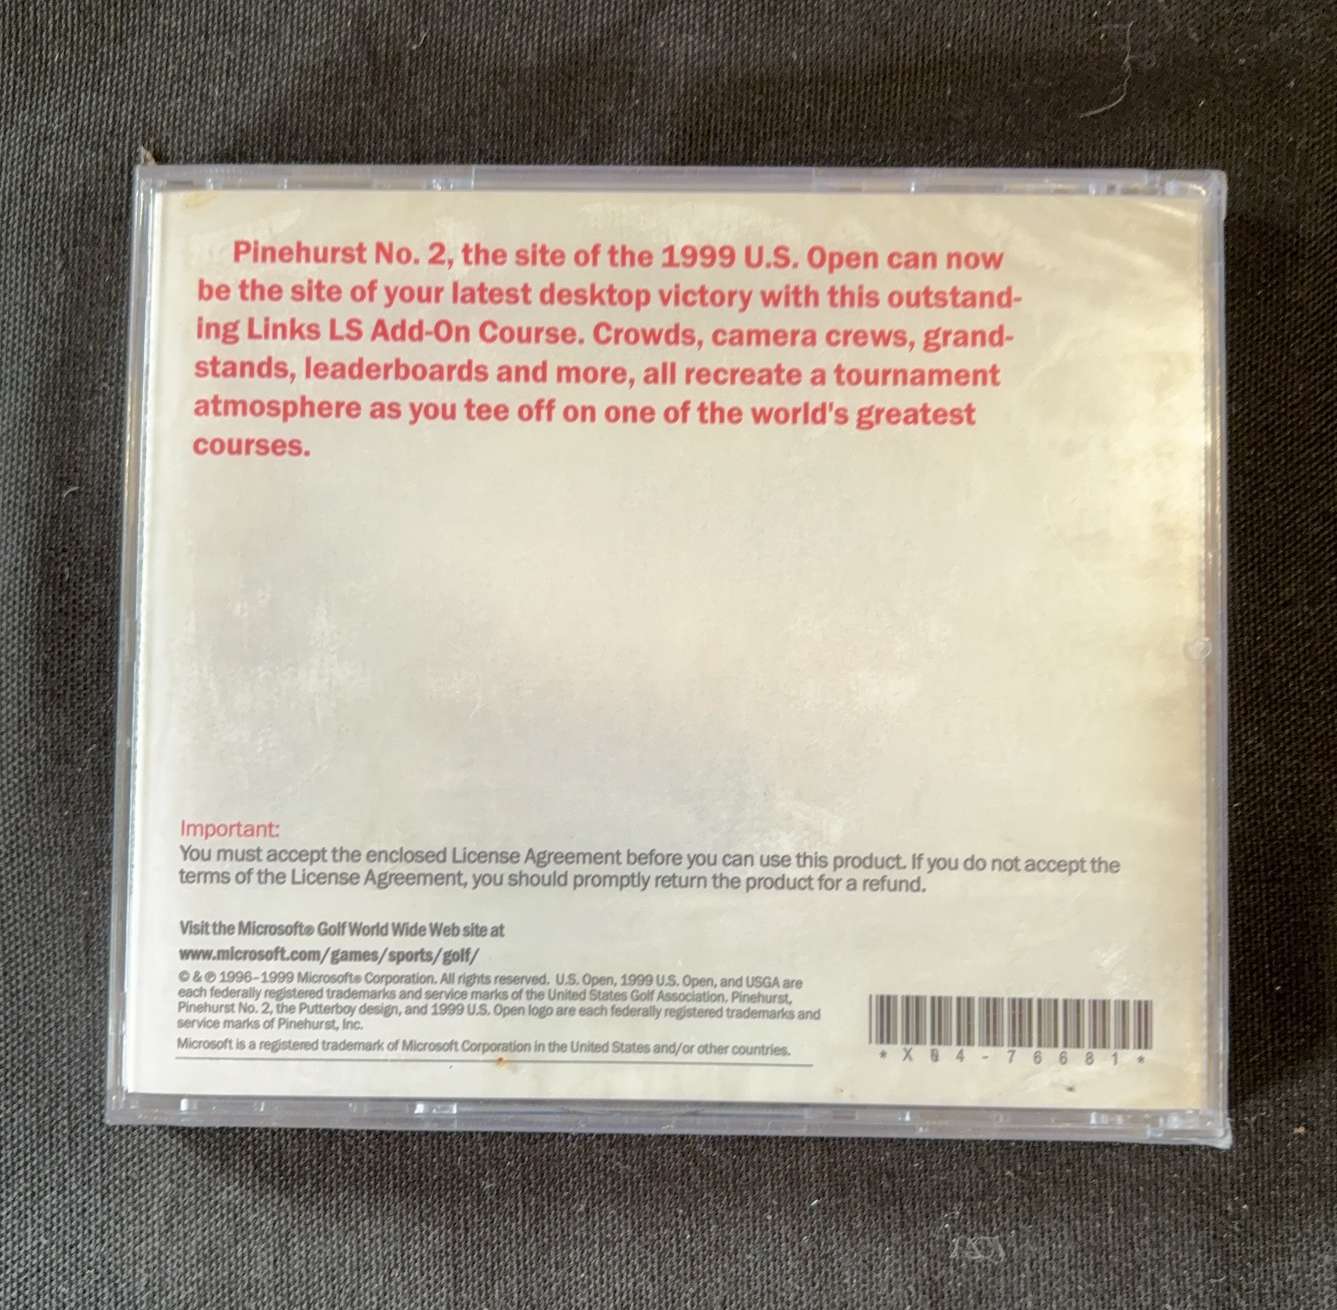 Pinehurst No. 2, the site of the 1999 U.S. Open can now
be the site of your latest desktop victory with this outstand-
ing Links LS Add-On Course. Crowds, camera crews, grand-
stands, leaderboards and more, all recreate a tournament
atmosphere as you tee off on one of the world's greatest
courses.
Important:
You must accept the enclosed License Agreement before you can use this product. If you do not accept the
terms of the License Agreement, you should promptly return the product for a refund.
Visit the Microsoft® Golf World Wide Web site at
www.microsoft.com/games/sports/golf/
© & ℗ 1996–1999 Microsoft® Corporation. All rights reserved. U.S. Open, 1999 U.S. Open, and USGA are
each federally registered trademarks and service marks of the United States Golf Association. Pinehurst,
Pinehurst No. 2, the Putterboy design, and 1999 U.S. Open logo are each federally registered trademarks and
service marks of Pinehurst, Inc.
Microsoft is a registered trademark of Microsoft Corporation in the United States and/or other countries.
*X04-76681*